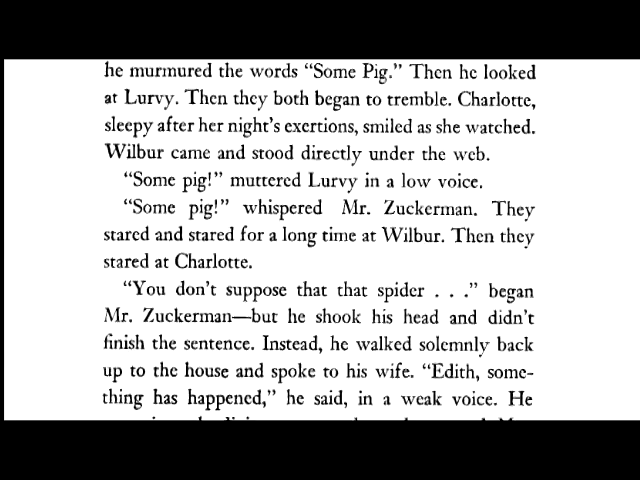 he murmured the words “Some Pig.” Then he looked
at Lurvy. Then they both began to tremble. Charlotte,
sleepy after her night’s exertions, smiled as she watched.
Wilbur came and stood directly under the web.
“Some pig!” muttered Lurvy in a low voice.
“Some pig!” whispered Mr. Zuckerman. They
stared and stared for a long time at Wilbur. Then they
stared at Charlotte.
“You don’t suppose that that spider . . .” began
Mr. Zuckerman—but he shook his head and didn’t
finish the sentence. Instead, he walked solemnly back
up to the house and spoke to his wife. “Edith, some-
thing has happened,” he said, in a weak voice. He